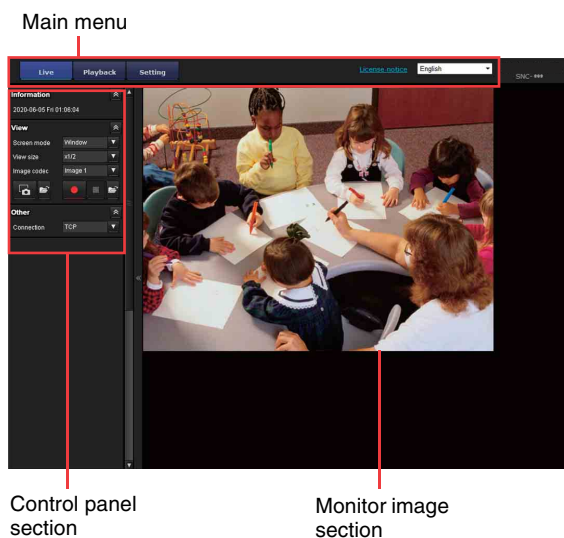 Main menu
Live Playback Setting License notice English
SNC-***
Information
2020-06-05 Fri 01:06:04
View
Screen mode Window
View size x1/2
Image codec Image 1
Other
Connection TCP
Control panel
section
Monitor image
section